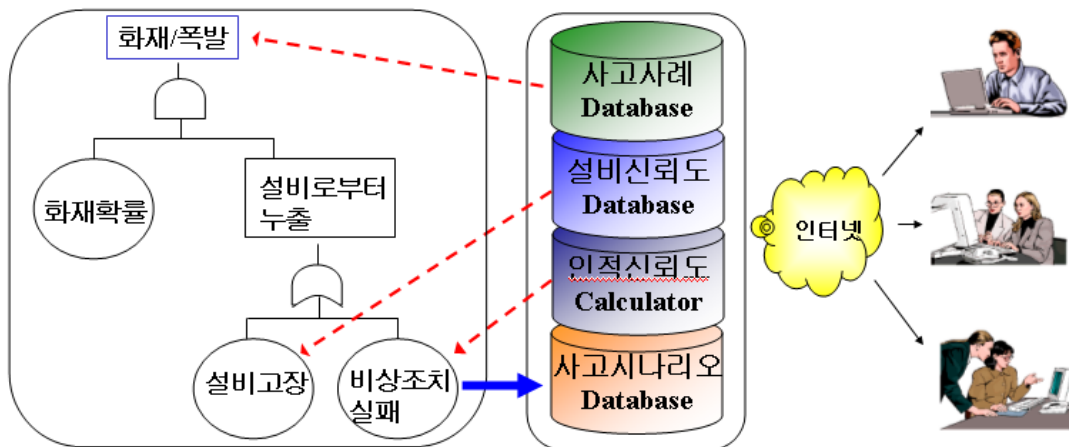 화재/폭발
화재확률
설비로부터
누출
설비고장
비상조치
실패
사고사례
Database
설비신뢰도
Database
인적신뢰도
Calculator
사고시나리오
Database
인터넷